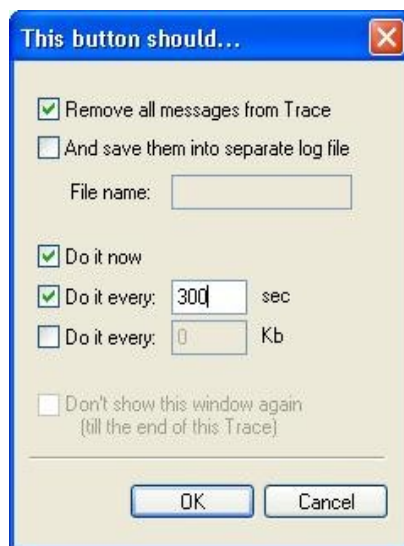 This button should...
Remove all messages from Trace
And save them into separate log file
File name:
Do it now
Do it every: 300 sec
Do it every: 0 Kb
Don't show this window again
(till the end of this Trace)
OK Cancel